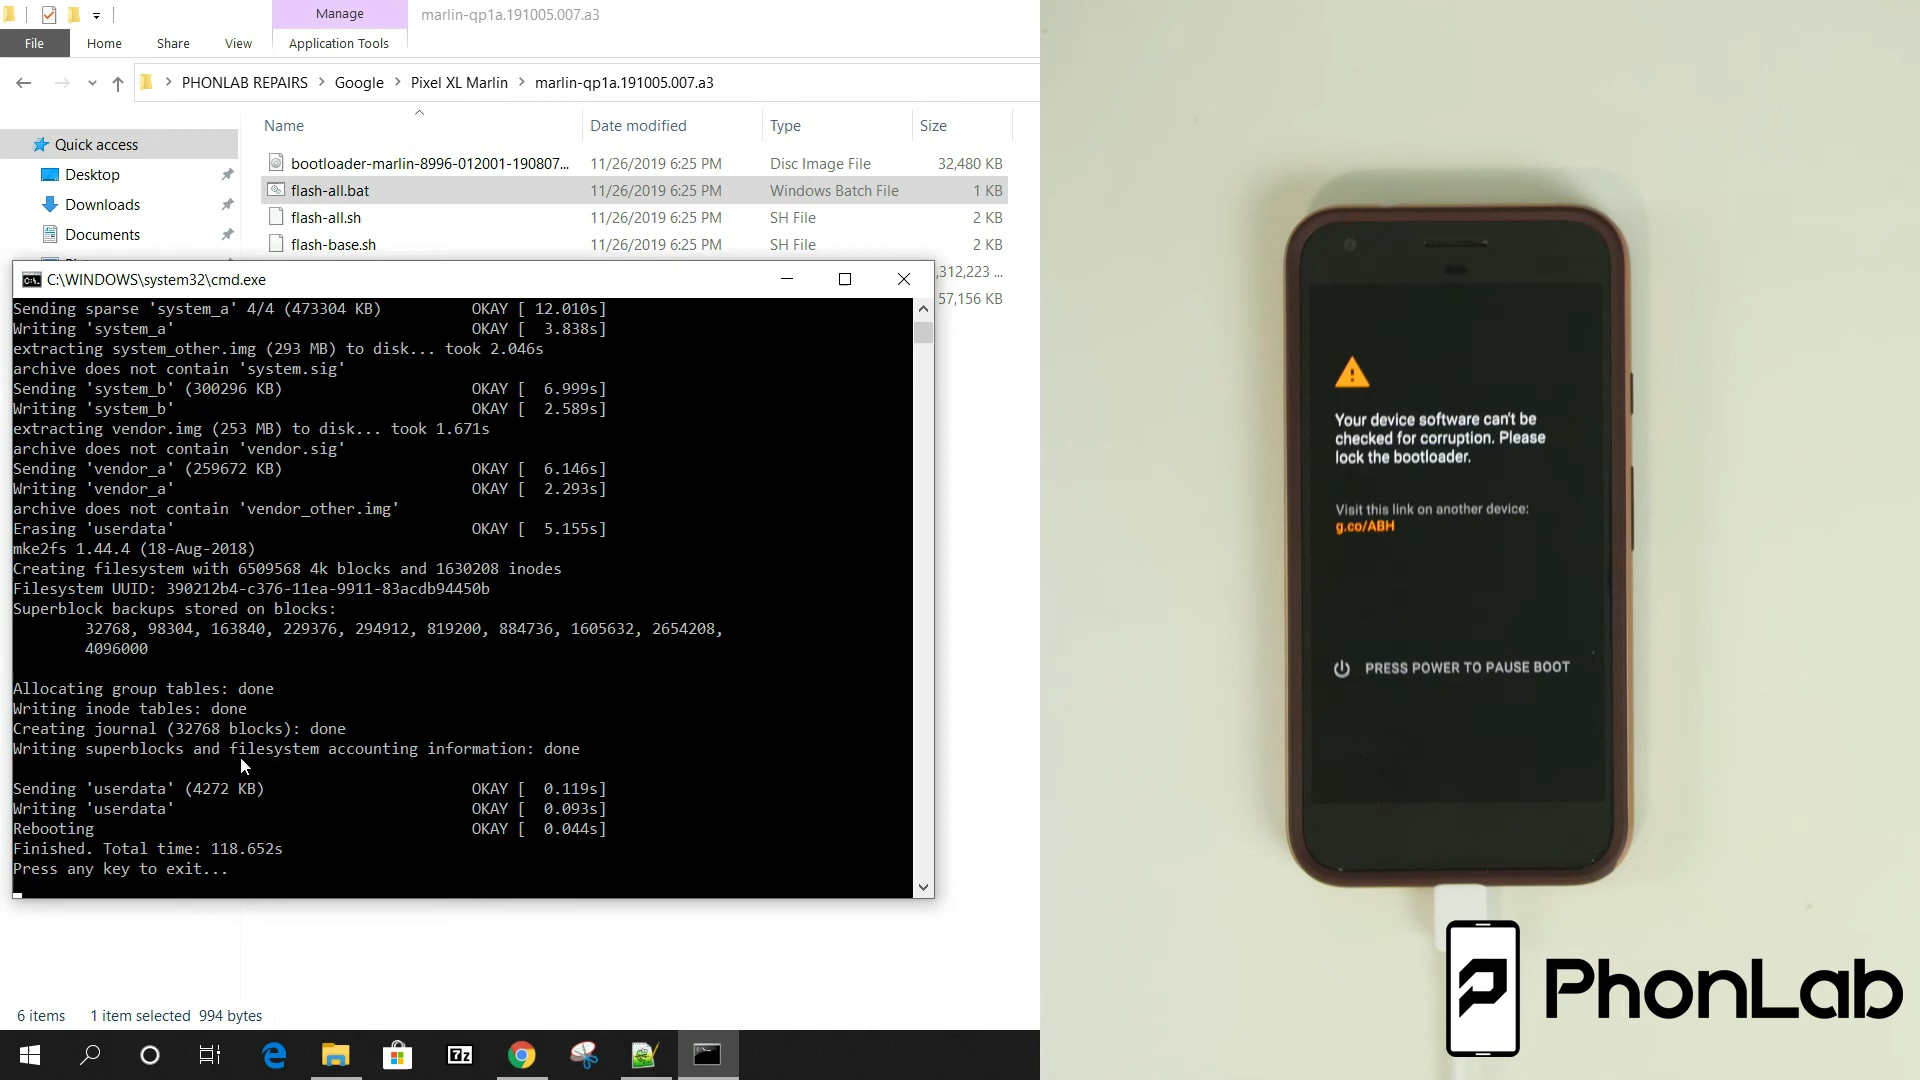 Manage
marlin-qp1a.191005.007.a3
File
Home
Share
View
Application Tools
PHONLAB REPAIRS
Google
Pixel XL Marlin
marlin-qp1a.191005.007.a3
Name
Date modified
Type
Size
Quick access
Desktop
Downloads
Documents
bootloader-marlin-8996-012001-190807... 11/26/2019 6:25 PM Disc Image File 32,480 KB
flash-all.bat 11/26/2019 6:25 PM Windows Batch File 1 KB
flash-all.sh 11/26/2019 6:25 PM SH File 2 KB
flash-base.sh 11/26/2019 6:25 PM SH File 2 KB
,312,223 ...
57,156 KB
C:\WINDOWS\system32\cmd.exe
Sending sparse 'system_a' 4/4 (473304 KB) OKAY [ 12.010s]
Writing 'system_a' OKAY [ 3.838s]
extracting system_other.img (293 MB) to disk... took 2.046s
archive does not contain 'system.sig'
Sending 'system_b' (300296 KB) OKAY [ 6.999s]
Writing 'system_b' OKAY [ 2.589s]
extracting vendor.img (253 MB) to disk... took 1.671s
archive does not contain 'vendor.sig'
Sending 'vendor_a' (259672 KB) OKAY [ 6.146s]
Writing 'vendor_a' OKAY [ 2.293s]
archive does not contain 'vendor_other.img'
Erasing 'userdata' OKAY [ 5.155s]
mke2fs 1.44.4 (18-Aug-2018)
Creating filesystem with 6509568 4k blocks and 1630208 inodes
Filesystem UUID: 390212b4-c376-11ea-9911-83acdb94450b
Superblock backups stored on blocks:
32768, 98304, 163840, 229376, 294912, 819200, 884736, 1605632, 2654208,
4096000
Allocating group tables: done
Writing inode tables: done
Creating journal (32768 blocks): done
Writing superblocks and filesystem accounting information: done
Sending 'userdata' (4272 KB) OKAY [ 0.119s]
Writing 'userdata' OKAY [ 0.093s]
Rebooting OKAY [ 0.044s]
Finished. Total time: 118.652s
Press any key to exit...
6 items 1 item selected 994 bytes
7z
Your device software can't be
checked for corruption. Please
lock the bootloader.
Visit this link on another device:
g.co/ABH
PRESS POWER TO PAUSE BOOT
PhonLab